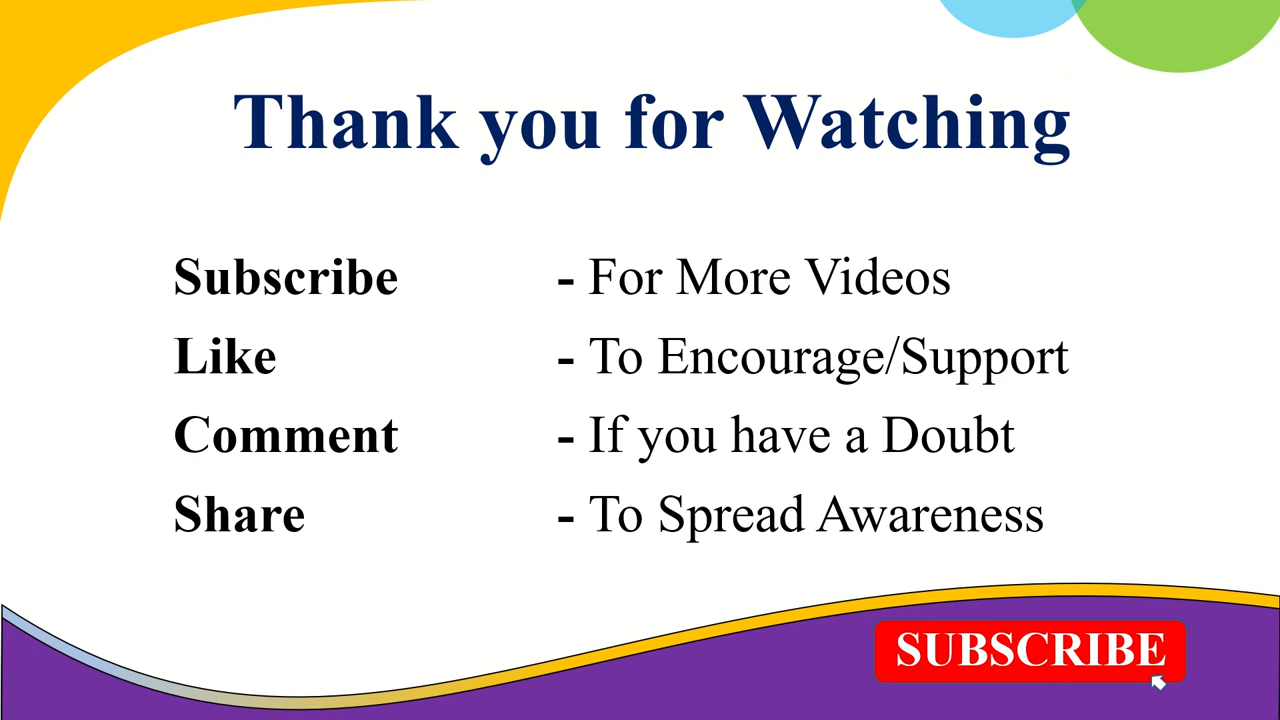 Thank you for Watching
Subscribe - For More Videos
Like - To Encourage/Support
Comment - If you have a Doubt
Share - To Spread Awareness
SUBSCRIBE